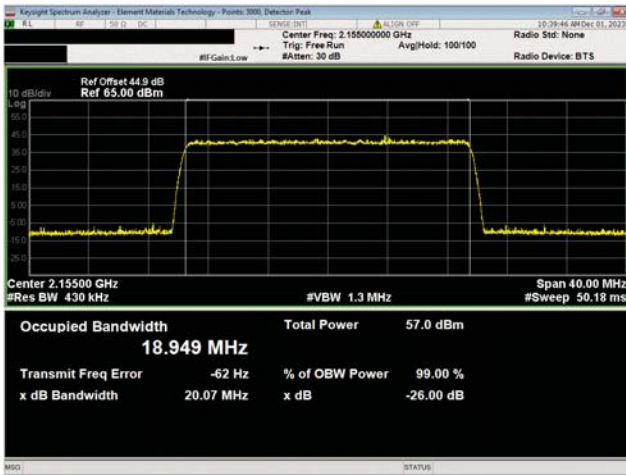 Keysight Spectrum Analyzer - Element Materials Technology - Points: 3000, Detector: Peak
RL RF 50 Ω DC SENSE:INT ALIGN OFF 10:39:46 AM Dec 01, 2023
Center Freq: 2.155000000 GHz Radio Std: None
Trig: Free Run Avg|Hold: 100/100
#IFGain:Low #Atten: 30 dB Radio Device: BTS
Ref Offset 44.9 dB
10 dB/div Ref 65.00 dBm
Log
55.0
45.0
35.0
25.0
15.0
5.00
-5.00
-15.0
-25.0
Center 2.15500 GHz Span 40.00 MHz
#Res BW 430 kHz #VBW 1.3 MHz #Sweep 50.18 ms
Occupied Bandwidth Total Power 57.0 dBm
18.949 MHz
Transmit Freq Error -62 Hz % of OBW Power 99.00 %
x dB Bandwidth 20.07 MHz x dB -26.00 dB
MSG STATUS